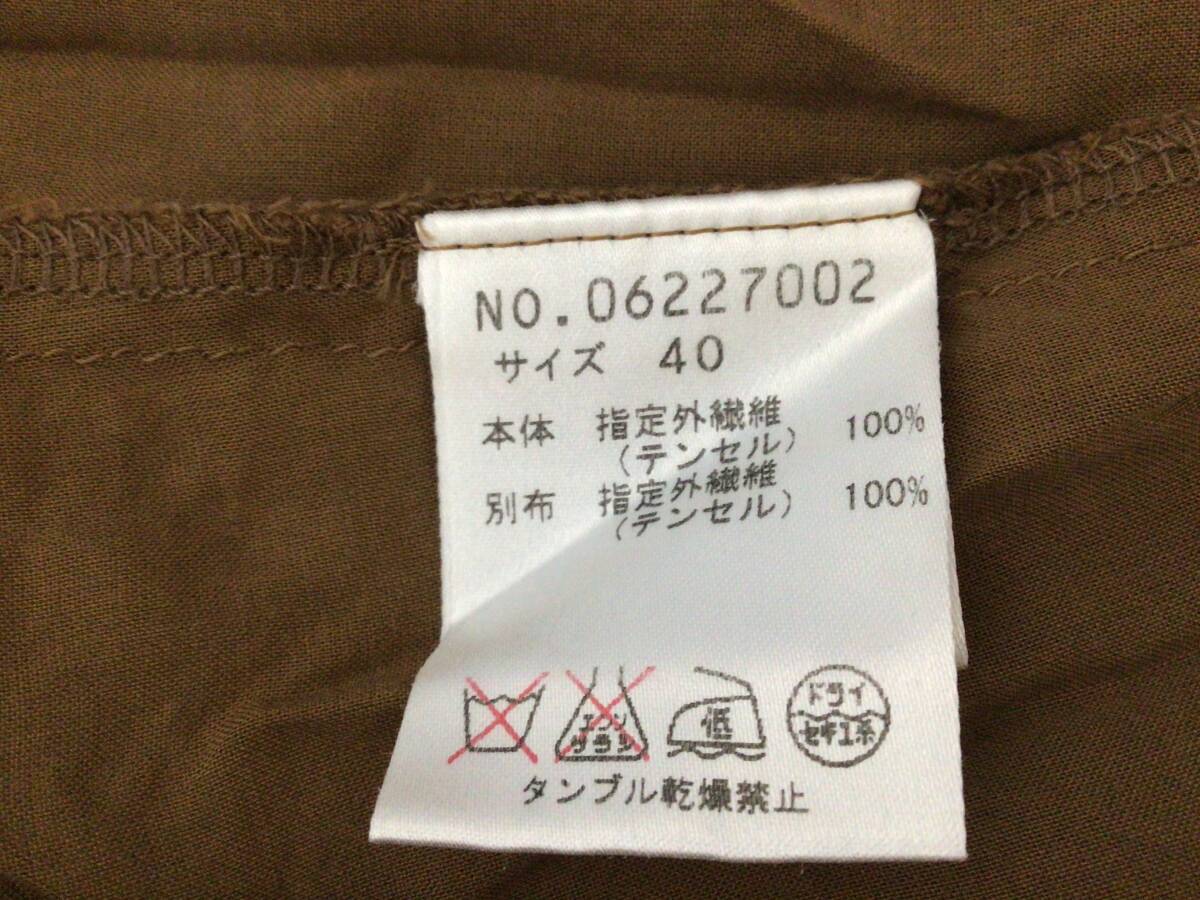 NO.06227002
サイズ 40
本体 指定外繊維 100%
(テンセル)
別布 指定外繊維 100%
(テンセル)
エンソ
サラシ
低
ドライ
セキユ系
タンブル乾燥禁止